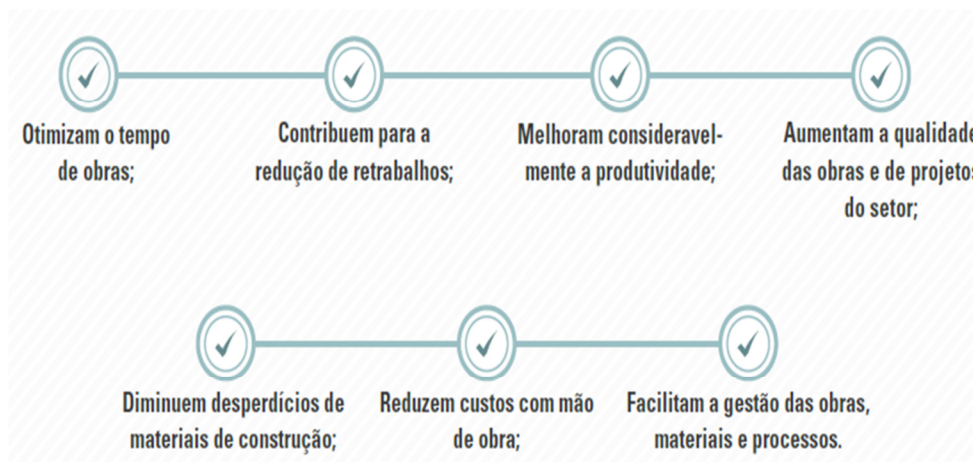 Otimizam o tempo
de obras;
Contribuem para a
redução de retrabalhos;
Melhoram consideravel-
mente a produtividade;
Aumentam a qualidade
das obras e de projetos
do setor;
Diminuem desperdícios de
materiais de construção;
Reduzem custos com mão
de obra;
Facilitam a gestão das obras,
materiais e processos.